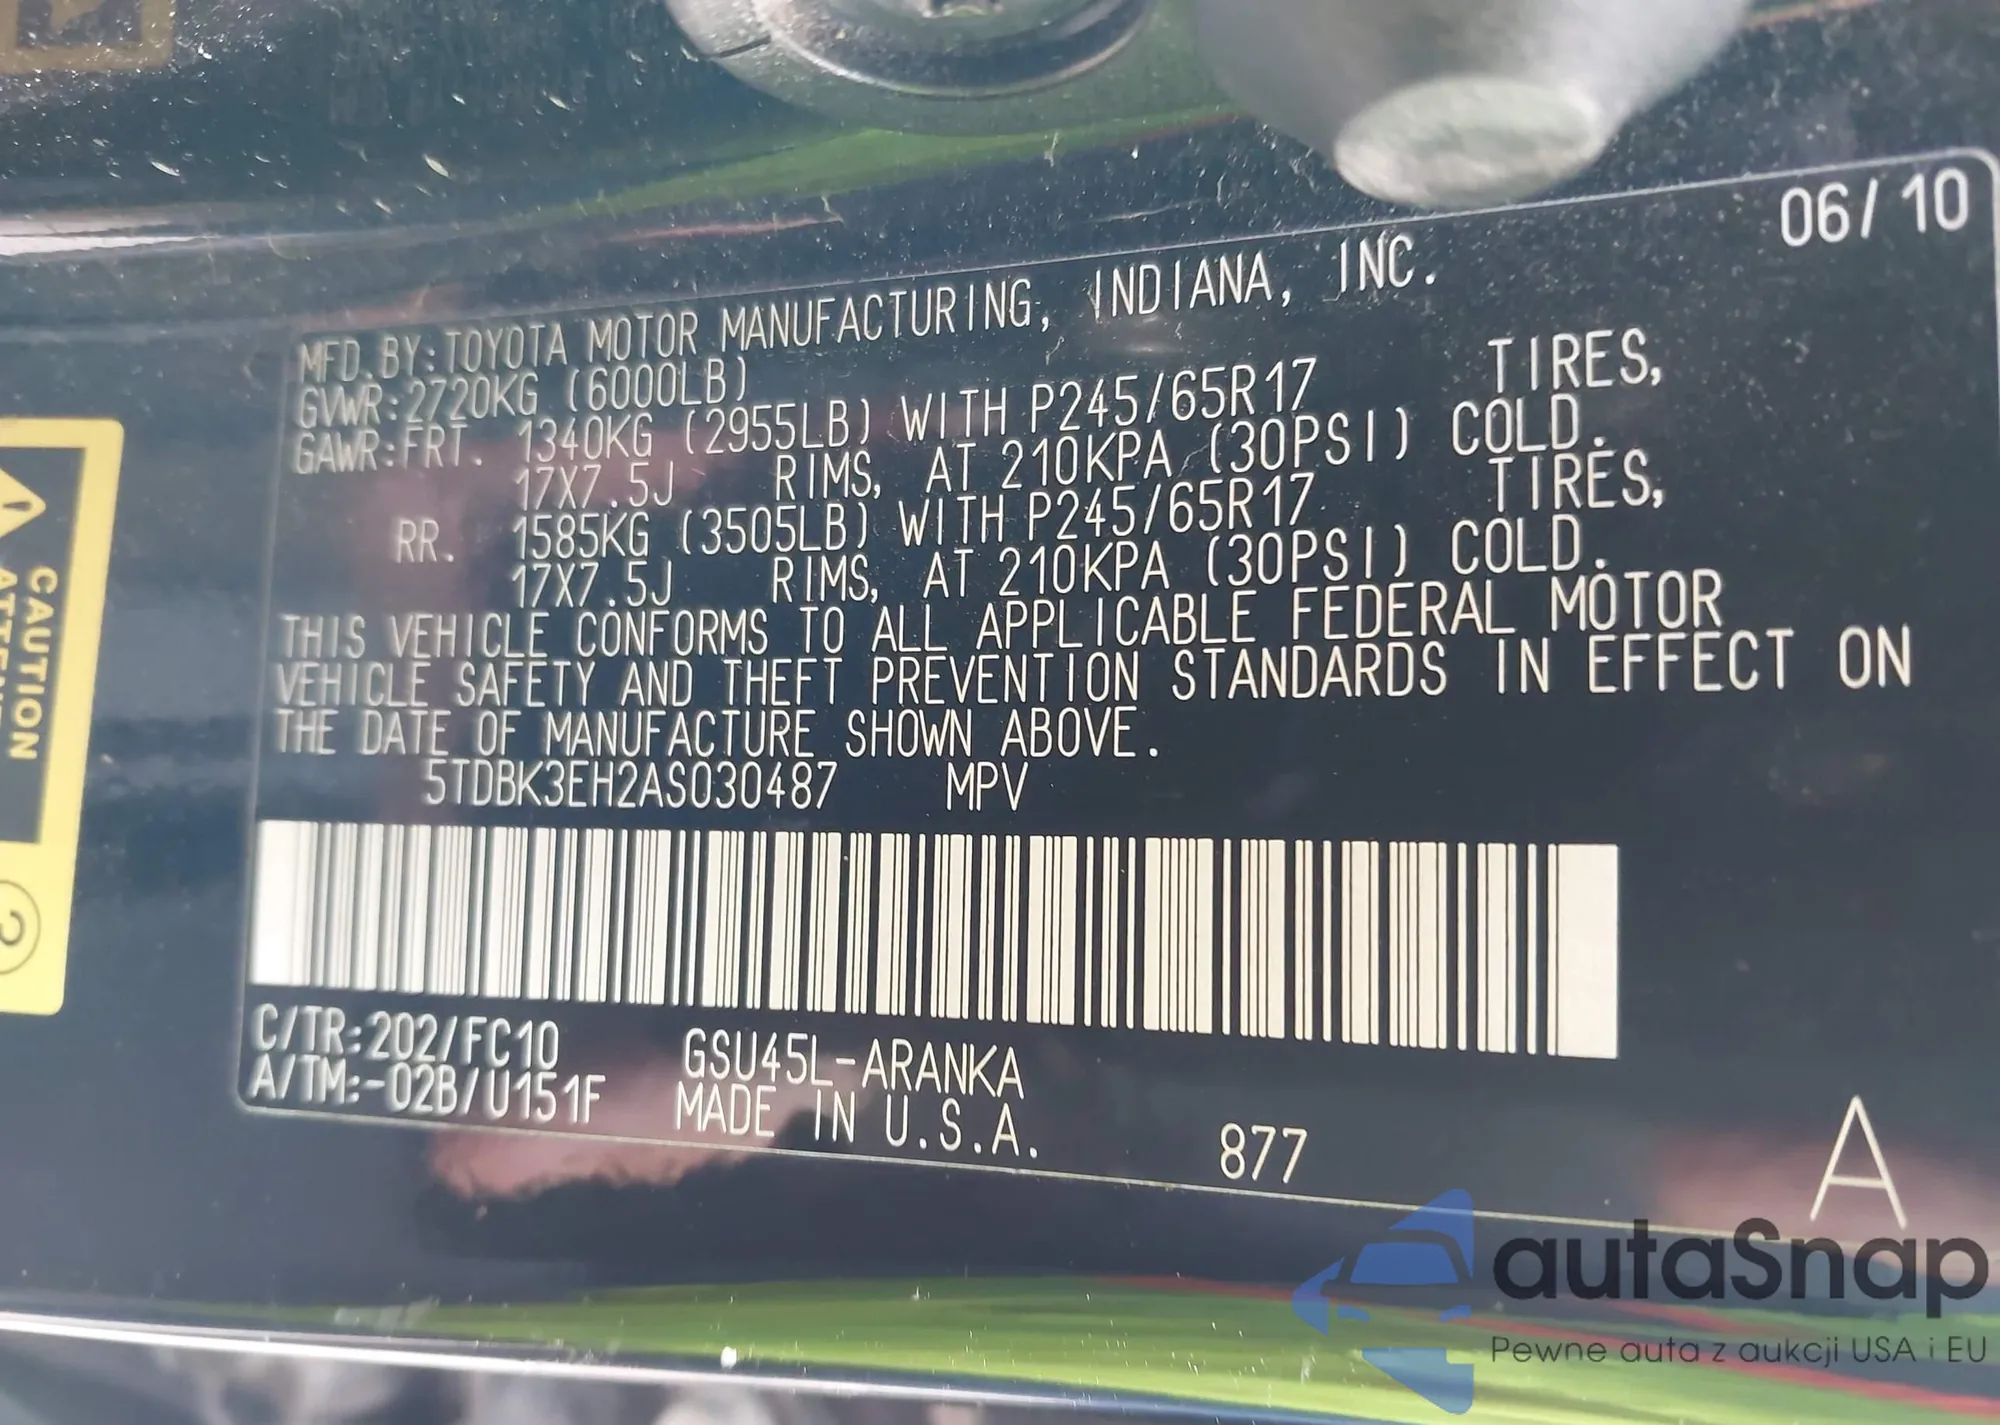 06/10
MFD.BY:TOYOTA MOTOR MANUFACTURING, INDIANA, INC.
GVWR:2720KG (6000LB)
GAWR:FRT. 1340KG (2955LB) WITH P245/65R17 TIRES,
17X7.5J RIMS, AT 210KPA (30PSI) COLD.
RR. 1585KG (3505LB) WITH P245/65R17 TIRES,
17X7.5J RIMS, AT 210KPA (30PSI) COLD.
THIS VEHICLE CONFORMS TO ALL APPLICABLE FEDERAL MOTOR
VEHICLE SAFETY AND THEFT PREVENTION STANDARDS IN EFFECT ON
THE DATE OF MANUFACTURE SHOWN ABOVE.
5TDBK3EH2AS030487 MPV
C/TR:202/FC10 GSU45L-ARANKA
A/TM:-02B/U151F MADE IN U.S.A. 877 A
CAUTION
autaSnap
Pewne auta z aukcji USA i EU